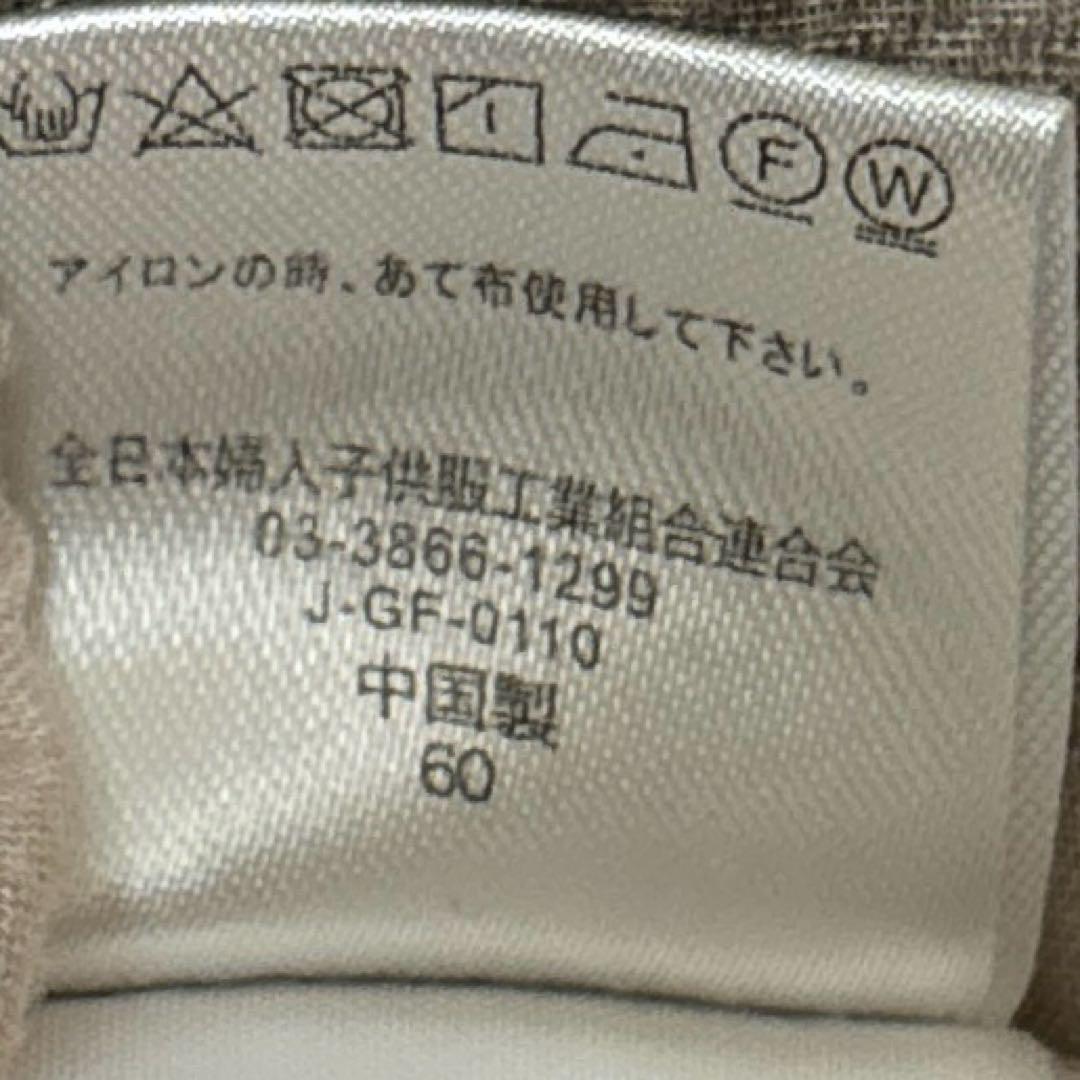 F W
アイロンの時、あて布使用して下さい。
全日本婦人子供服工業組合連合会
03-3866-1299
J-GF-0110
中国製
60